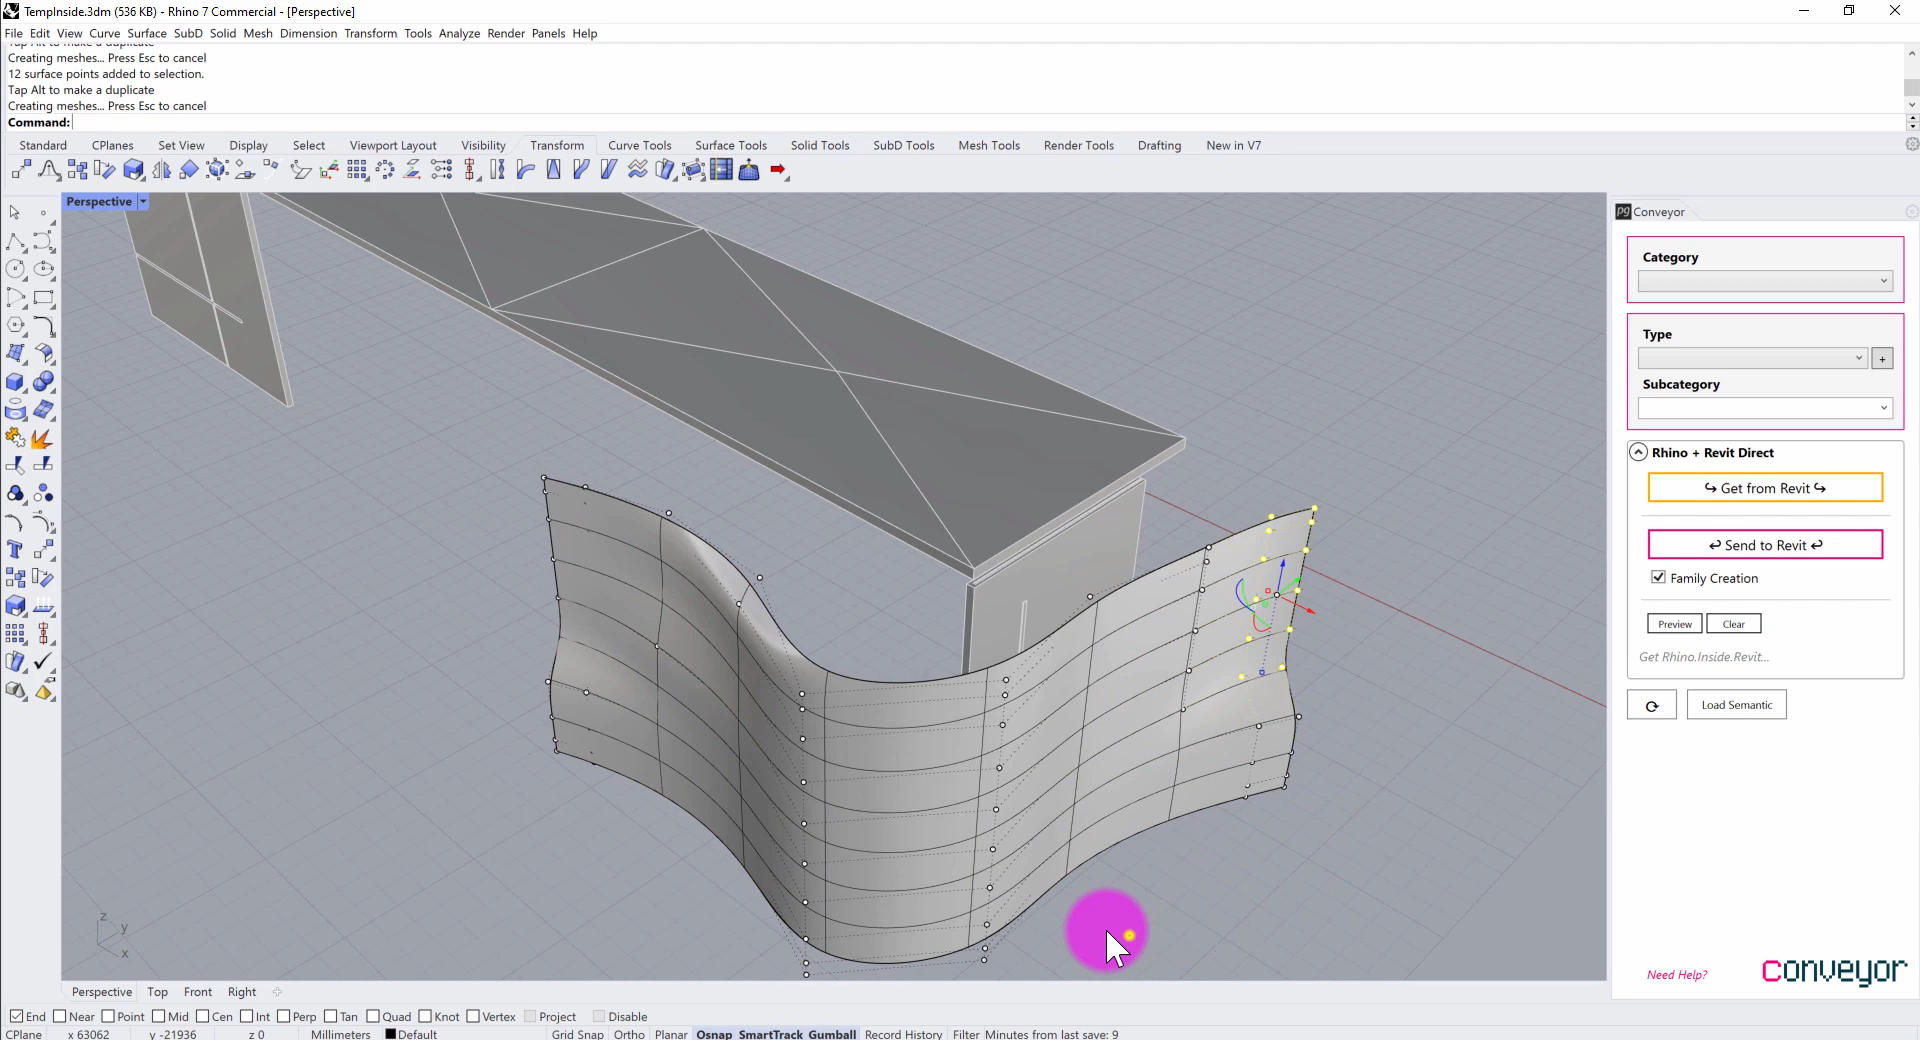 TempInside.3dm (536 KB) - Rhino 7 Commercial - [Perspective]
File Edit View Curve Surface SubD Solid Mesh Dimension Transform Tools Analyze Render Panels Help
Tap Alt to make a duplicate
Creating meshes... Press Esc to cancel
12 surface points added to selection.
Tap Alt to make a duplicate
Creating meshes... Press Esc to cancel
Command:
Standard CPlanes Set View Display Select Viewport Layout Visibility Transform Curve Tools Surface Tools Solid Tools SubD Tools Mesh Tools Render Tools Drafting New in V7
Perspective
pg Conveyor
Category
Type
+
Subcategory
Rhino + Revit Direct
↪ Get from Revit ↪
↩ Send to Revit ↩
Family Creation
Preview Clear
Get Rhino.Inside.Revit...
⟳ Load Semantic
z
y
x
Need Help? conveyor
Perspective Top Front Right
End Near Point Mid Cen Int Perp Tan Quad Knot Vertex Project Disable
CPlane x 63062 y -21936 z 0 Millimeters Default Grid Snap Ortho Planar Osnap SmartTrack Gumball Record History Filter Minutes from last save: 9